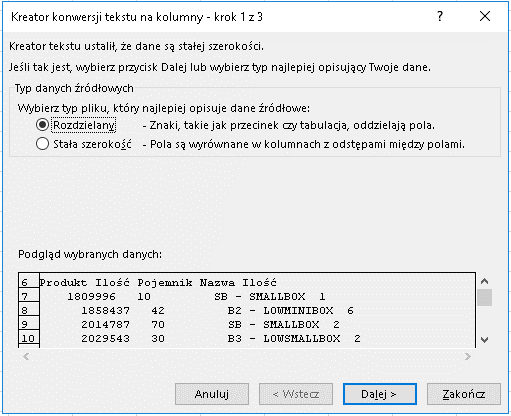 Kreator konwersji tekstu na kolumny - krok 1 z 3
Kreator tekstu ustalił, że dane są stałej szerokości.
Jeśli tak jest, wybierz przycisk Dalej lub wybierz typ najlepiej opisujący Twoje dane.
Typ danych źródłowych
Wybierz typ pliku, który najlepiej opisuje dane źródłowe:
Rozdzielany - Znaki, takie jak przecinek czy tabulacja, oddzielają pola.
Stała szerokość - Pola są wyrównane w kolumnach z odstępami między polami.
Podgląd wybranych danych:
6 Produkt Ilość Pojemnik Nazwa Ilość
7 1809996 10 SB - SMALLBOX 1
8 1858437 42 B2 - LOWMINIBOX 6
9 2014787 70 SB - SMALLBOX 2
10 2029543 30 B3 - LOWSMALLBOX 2
Anuluj < Wstecz Dalej > Zakończ